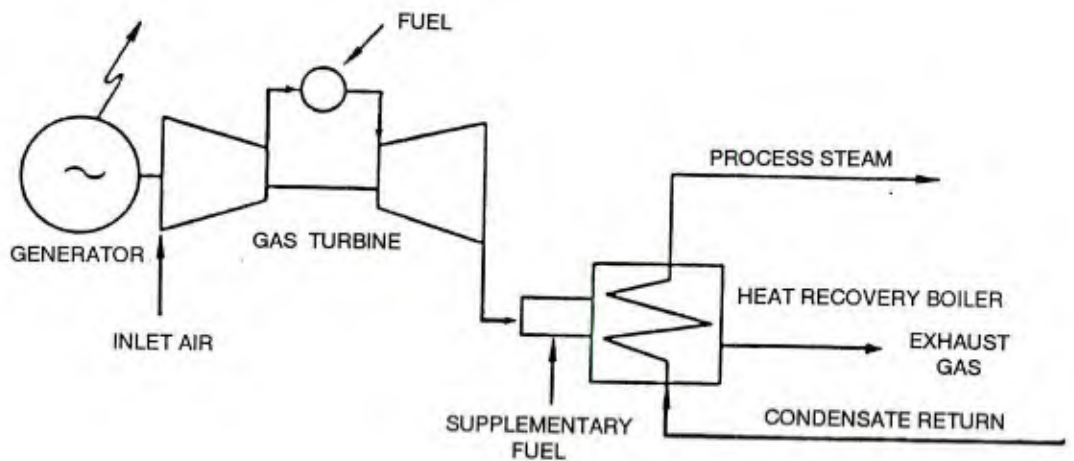 FUEL
PROCESS STEAM
GENERATOR
GAS TURBINE
INLET AIR
HEAT RECOVERY BOILER
EXHAUST
GAS
SUPPLEMENTARY
FUEL
CONDENSATE RETURN